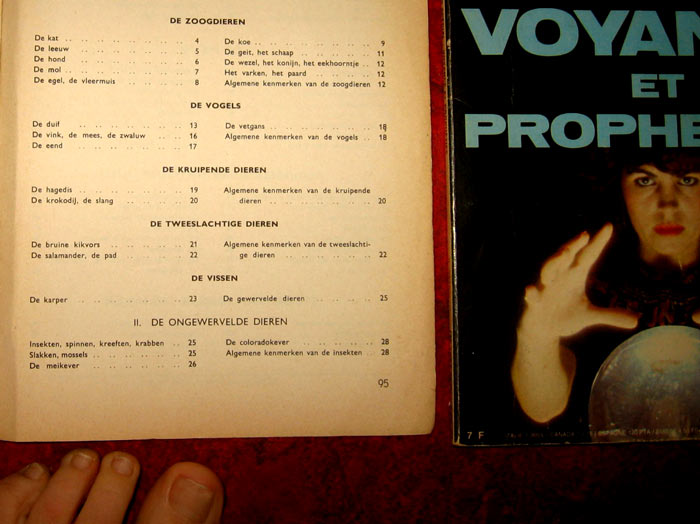 DE ZOOGDIEREN
De kat .. .. .. .. .. .. .. 4
De leeuw .. .. .. .. .. .. 5
De hond .. .. .. .. .. .. 6
De mol .. .. .. .. .. .. .. 7
De egel, de vleermuis .. .. .. 8
De koe .. .. .. .. .. .. .. 9
De geit, het schaap .. .. .. .. 11
De wezel, het konijn, het eekhoorntje .. 12
Het varken, het paard .. .. .. 12
Algemene kenmerken van de zoogdieren 12
DE VOGELS
De duif .. .. .. .. .. .. 13
De vink, de mees, de zwaluw .. .. 16
De eend .. .. .. .. .. .. 17
De vetgans .. .. .. .. .. .. 18
Algemene kenmerken van de vogels .. 18
DE KRUIPENDE DIEREN
De hagedis .. .. .. .. .. .. 19
De krokodil, de slang .. .. .. 20
Algemene kenmerken van de kruipende
dieren .. .. .. .. .. .. 20
DE TWEESLACHTIGE DIEREN
De bruine kikvors .. .. .. .. 21
De salamander, de pad .. .. .. 22
Algemene kenmerken van de tweeslachti-
ge dieren .. .. .. .. .. 22
DE VISSEN
De karper .. .. .. .. .. .. 23
De gewervelde dieren .. .. .. 25
II. DE ONGEWERVELDE DIEREN
Insekten, spinnen, kreeften, krabben .. 25
Slakken, mossels .. .. .. .. .. 25
De meikever .. .. .. .. .. 26
De coloradokever .. .. .. .. 28
Algemene kenmerken van de insekten .. 28
95
VOYAN
ET
PROPHE
7 F